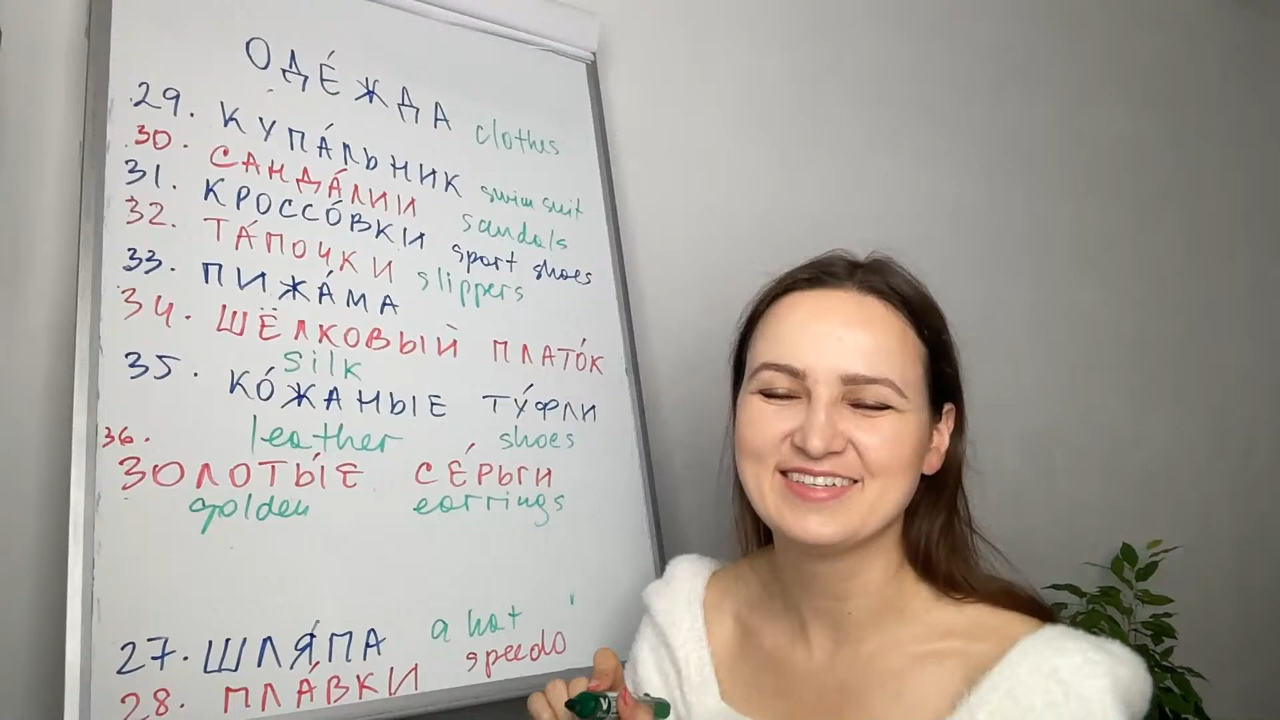 ОДЕ́ЖДА clothes
29. КУПА́ЛЬНИК swim suit
30. САНДА́ЛИИ sandals
31. КРОССО́ВКИ sport shoes
32. ТА́ПОЧКИ slippers
33. ПИЖА́МА
34. ШЁЛКОВЫЙ ПЛАТО́К
silk
35. КО́ЖАНЫЕ ТУ́ФЛИ
leather shoes
36.
ЗОЛОТЫ́Е СЕ́РЬГИ
golden earrings
27. ШЛЯ́ПА a hat
28. ПЛА́ВКИ speedo